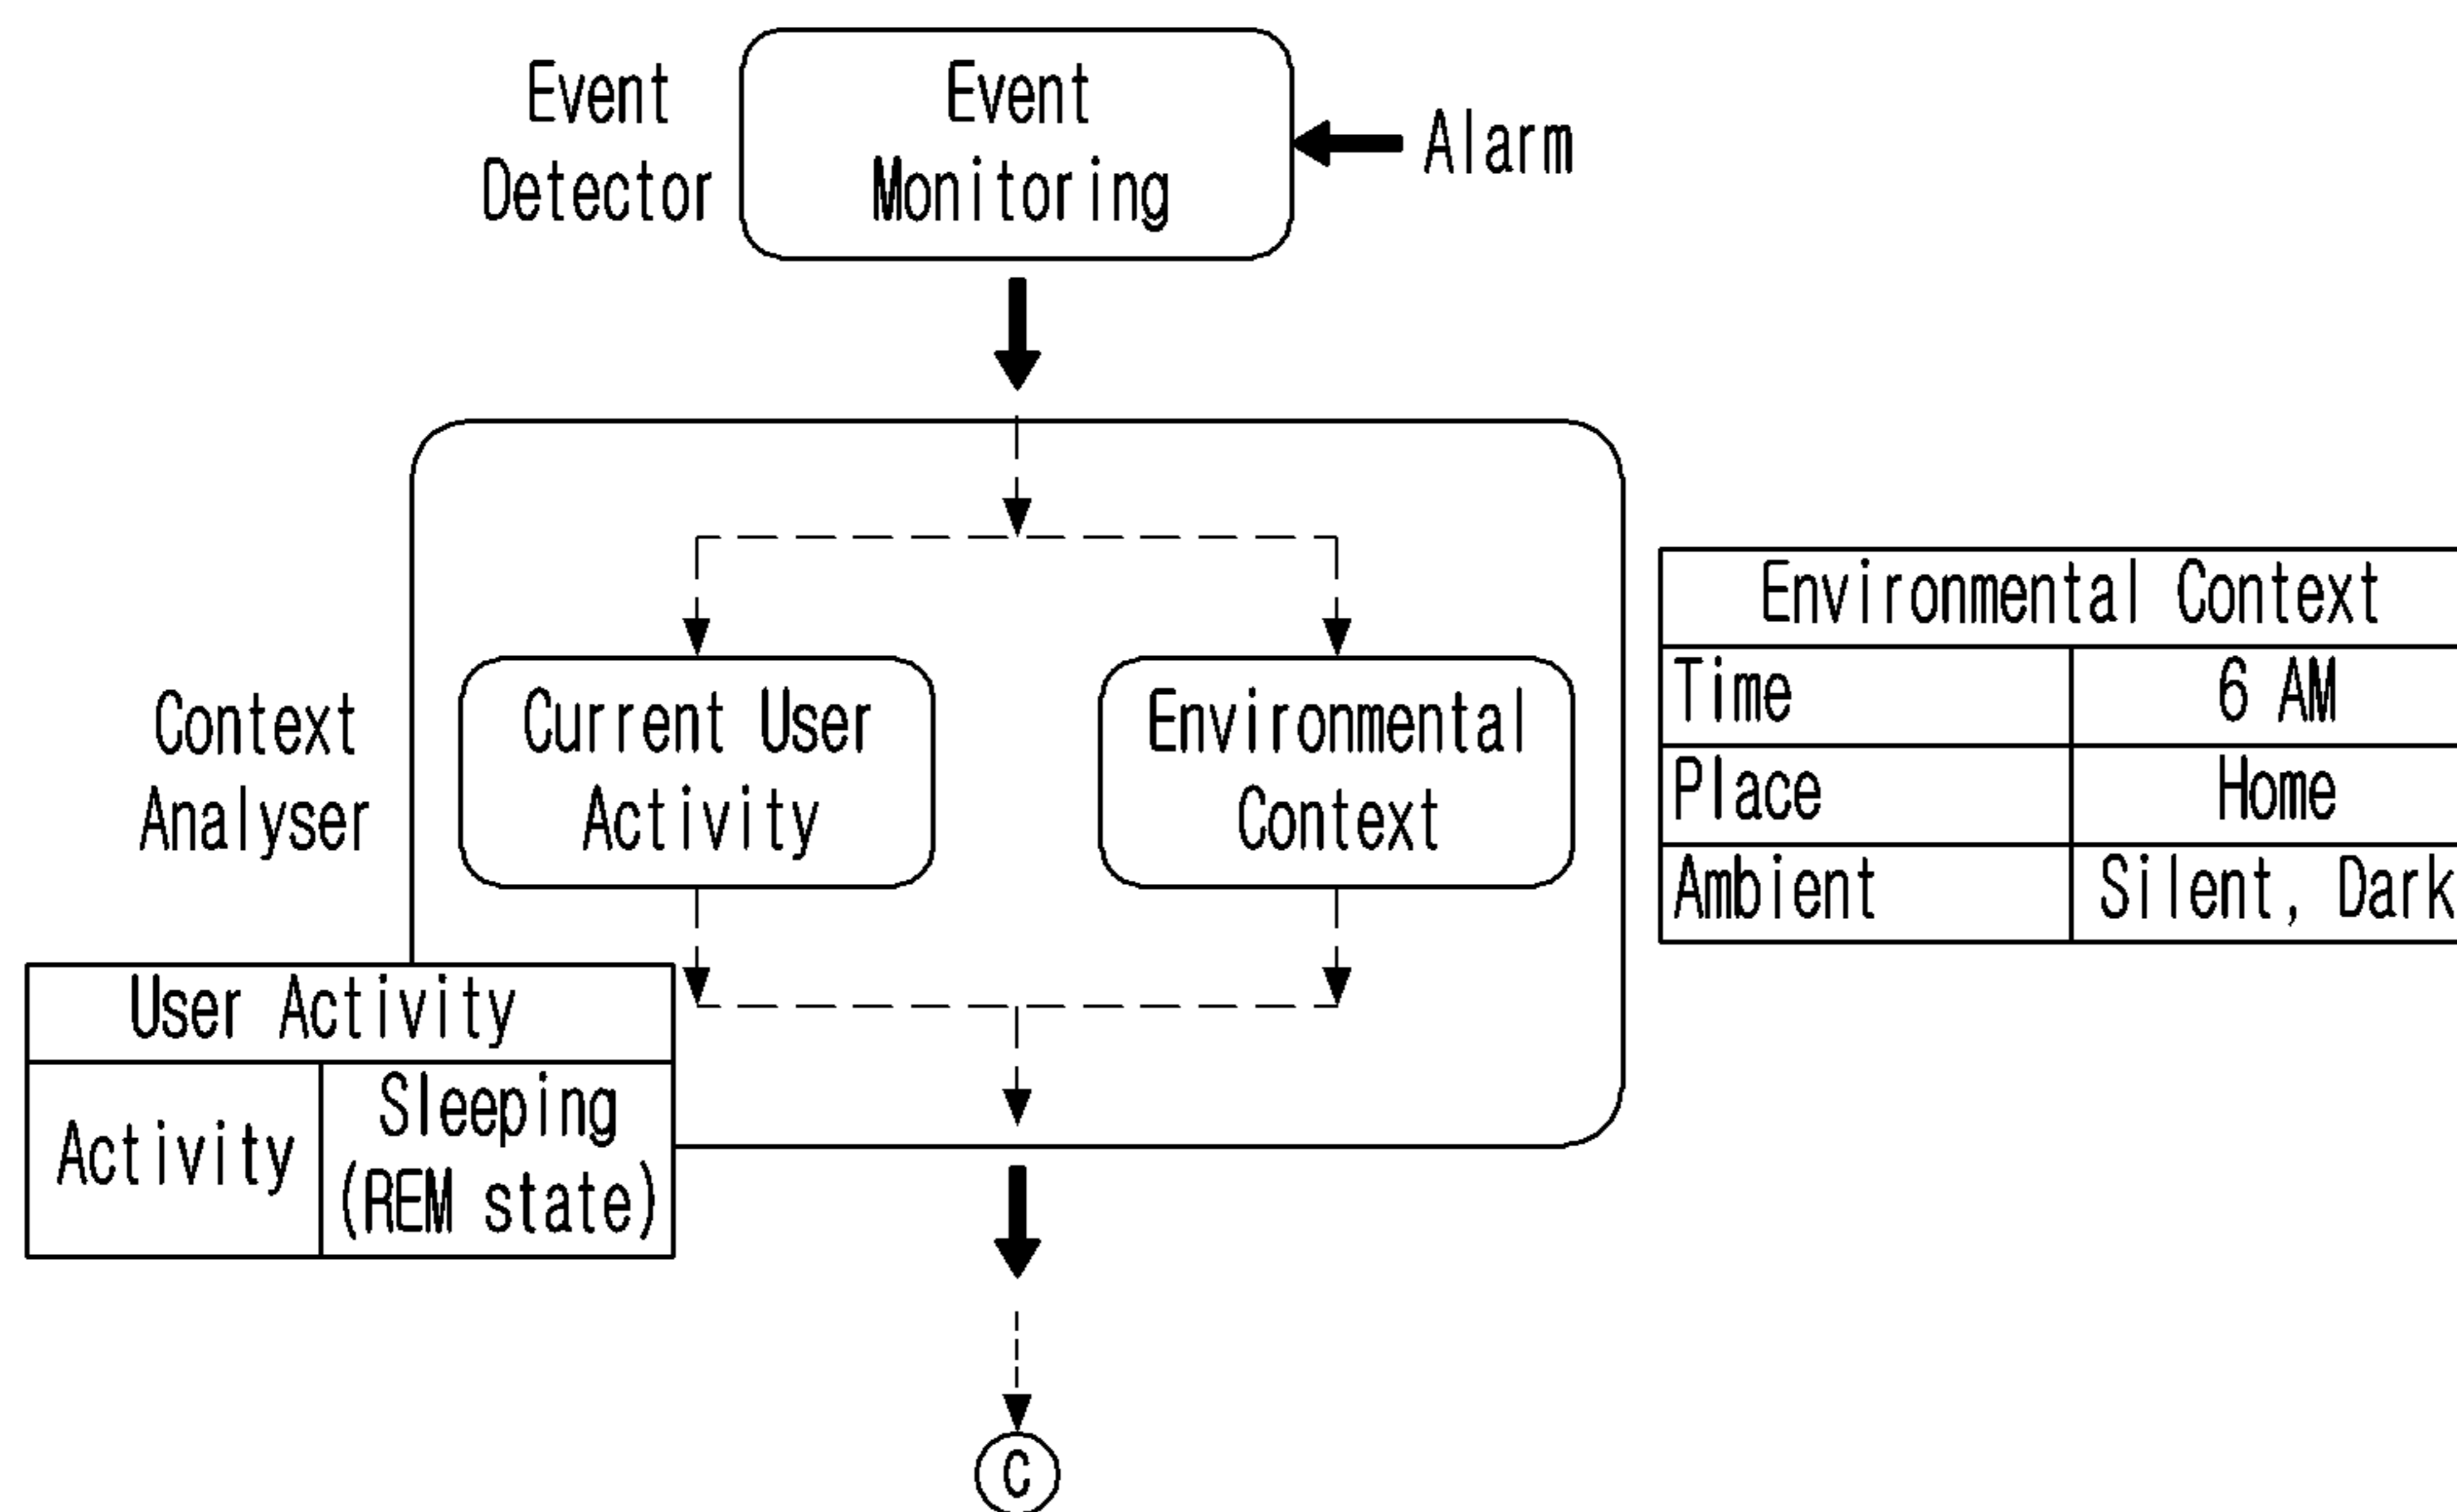 Event
Detector
Event
Monitoring
Alarm
Context
Analyser
Current User
Activity
Environmental
Context
Environmental Context
Time 6 AM
Place Home
Ambient Silent, Dark
User Activity
Activity
Sleeping
(REM state)
C